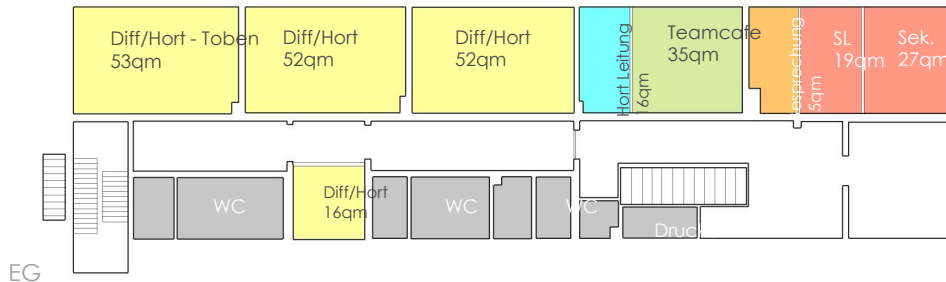 Diff/Hort - Toben
53qm
Diff/Hort
52qm
Diff/Hort
52qm
Hort Leitung
16qm
Teamcafe
35qm
esprechung
5qm
SL
19qm
Sek.
27qm
WC
Diff/Hort
16qm
WC
WC
Druck
EG